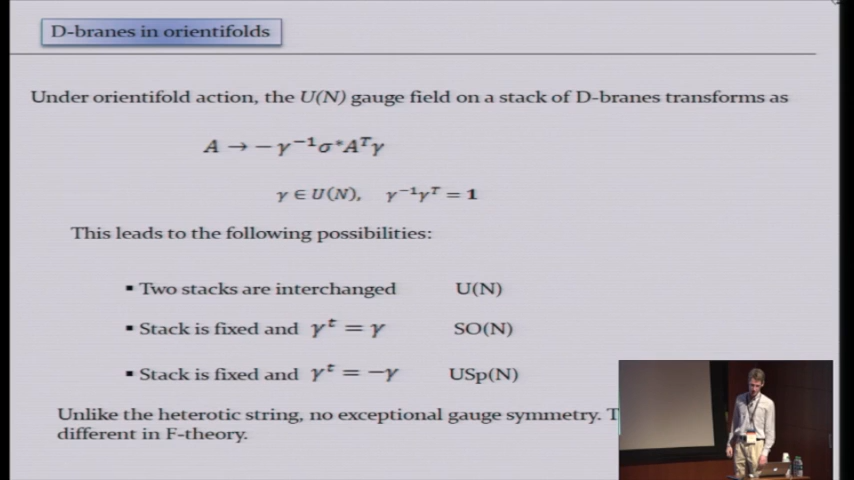 D-branes in orientifolds
Under orientifold action, the U(N) gauge field on a stack of D-branes transforms as
A → − γ⁻¹σ*Aᵀγ
γ ∈ U(N), γ⁻¹γᵀ = 1
This leads to the following possibilities:
▪ Two stacks are interchanged U(N)
▪ Stack is fixed and γᵗ = γ SO(N)
▪ Stack is fixed and γᵗ = −γ USp(N)
Unlike the heterotic string, no exceptional gauge symmetry.
different in F-theory.